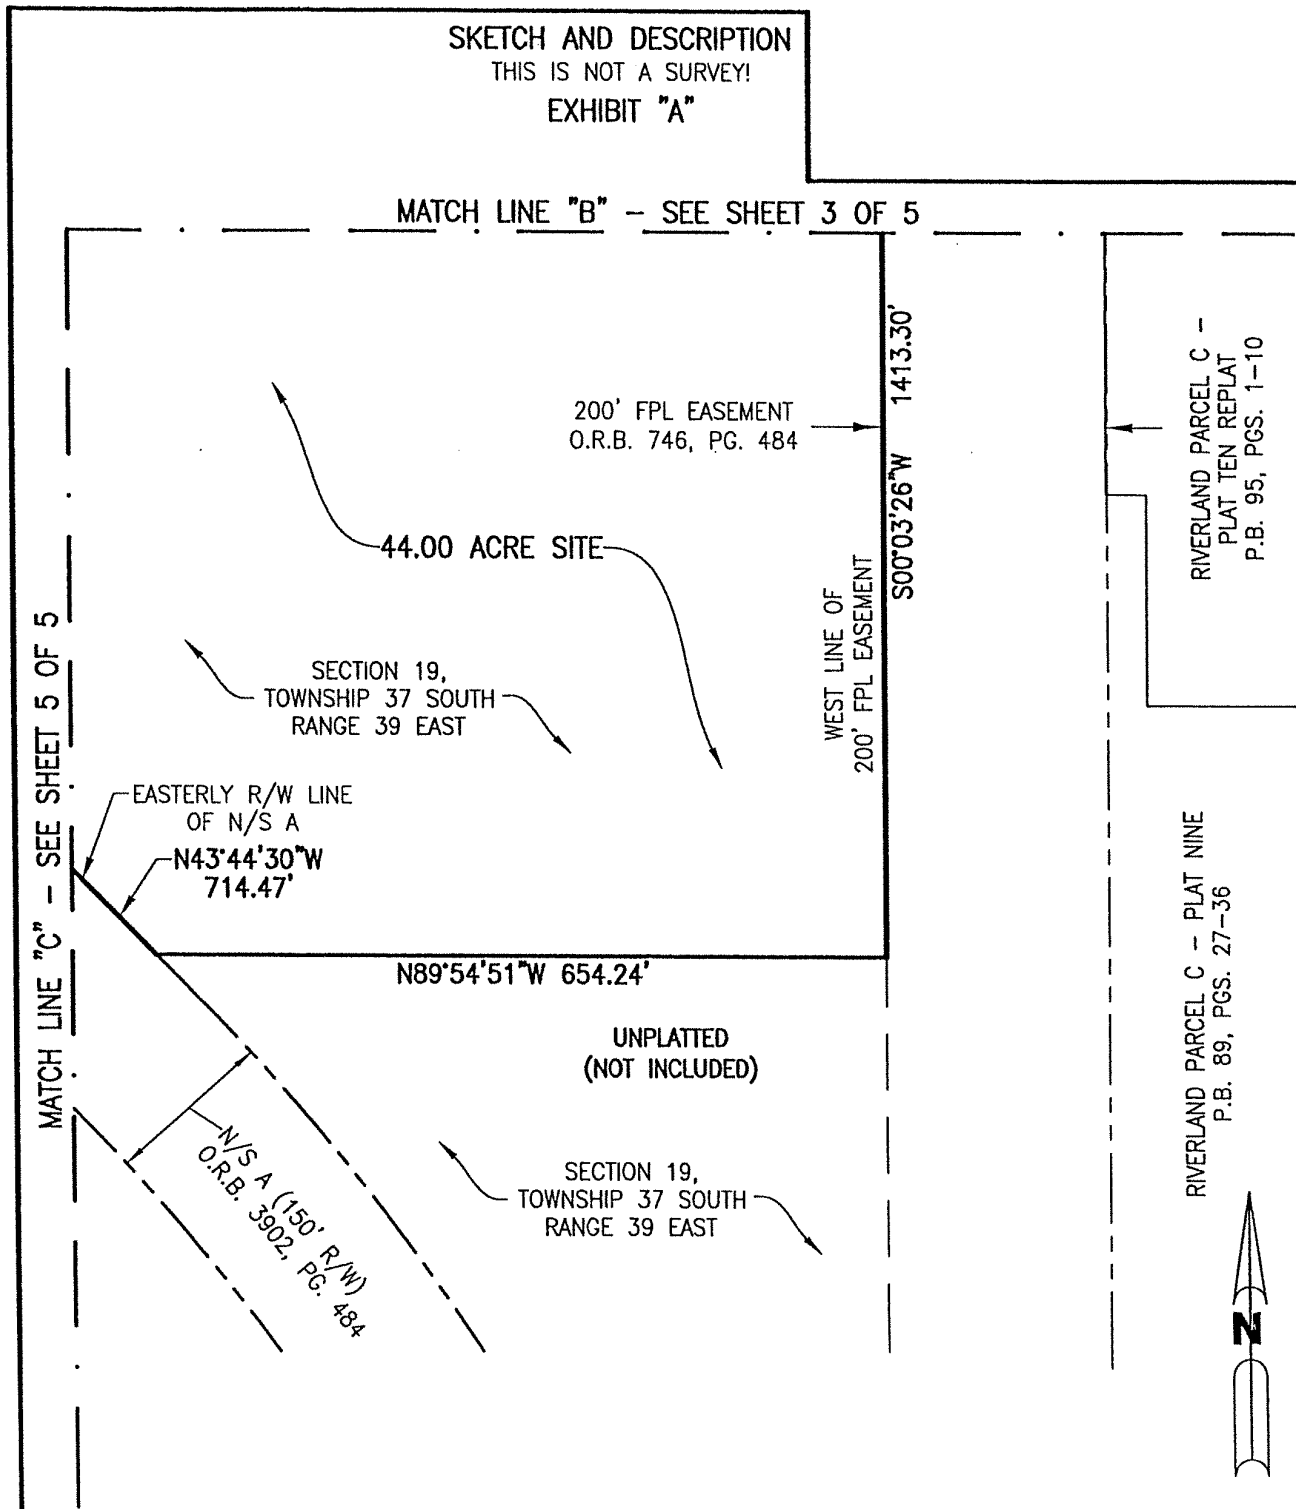 SKETCH AND DESCRIPTION
THIS IS NOT A SURVEY!
EXHIBIT "A"
MATCH LINE "B" - SEE SHEET 3 OF 5
200' FPL EASEMENT
O.R.B. 746, PG. 484
S00°03'26"W 1413.30'
WEST LINE OF
200' FPL EASEMENT
RIVERLAND PARCEL C -
PLAT TEN REPLAT
P.B. 95, PGS. 1-10
44.00 ACRE SITE
SECTION 19,
TOWNSHIP 37 SOUTH
RANGE 39 EAST
MATCH LINE "C" - SEE SHEET 5 OF 5
EASTERLY R/W LINE
OF N/S A
N43°44'30"W
714.47'
N89°54'51"W 654.24'
UNPLATTED
(NOT INCLUDED)
RIVERLAND PARCEL C - PLAT NINE
P.B. 89, PGS. 27-36
N/S A (150' R/W)
O.R.B. 3902, PG. 484
SECTION 19,
TOWNSHIP 37 SOUTH
RANGE 39 EAST
N